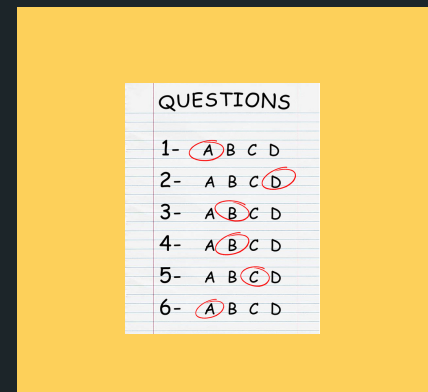 QUESTIONS
1- A B C D
2- A B C D
3- A B C D
4- A B C D
5- A B C D
6- A B C D